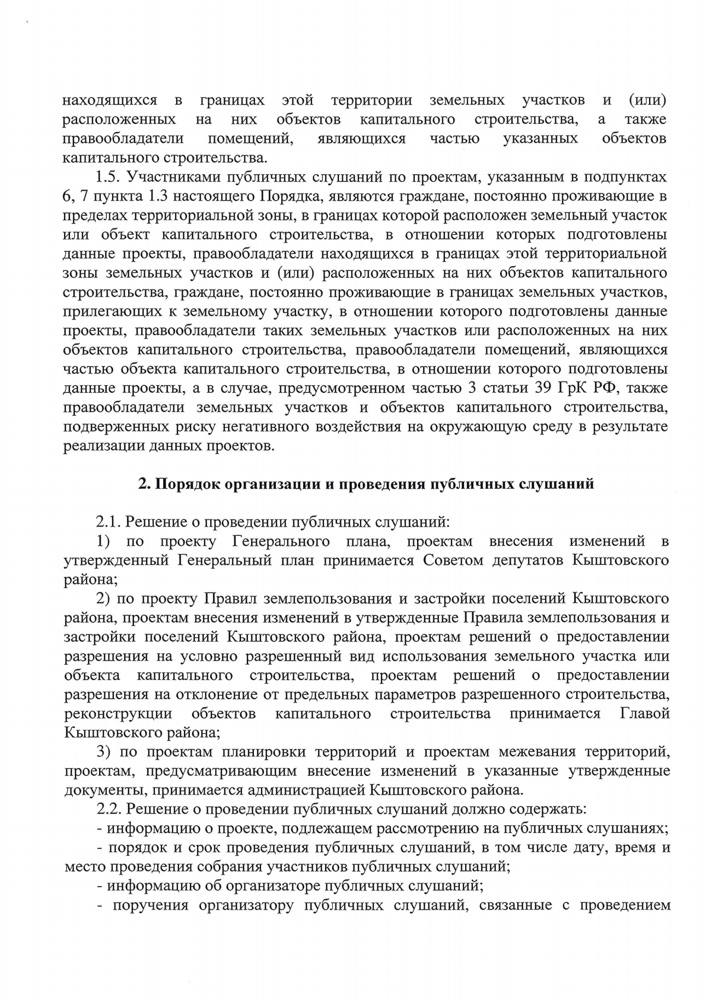 находящихся в границах этой территории земельных участков и (или)
расположенных на них объектов капитального строительства, а также
правообладатели помещений, являющихся частью указанных объектов
капитального строительства.
1.5. Участниками публичных слушаний по проектам, указанным в подпунктах
6, 7 пункта 1.3 настоящего Порядка, являются граждане, постоянно проживающие в
пределах территориальной зоны, в границах которой расположен земельный участок
или объект капитального строительства, в отношении которых подготовлены
данные проекты, правообладатели находящихся в границах этой территориальной
зоны земельных участков и (или) расположенных на них объектов капитального
строительства, граждане, постоянно проживающие в границах земельных участков,
прилегающих к земельному участку, в отношении которого подготовлены данные
проекты, правообладатели таких земельных участков или расположенных на них
объектов капитального строительства, правообладатели помещений, являющихся
частью объекта капитального строительства, в отношении которого подготовлены
данные проекты, а в случае, предусмотренном частью 3 статьи 39 ГрК РФ, также
правообладатели земельных участков и объектов капитального строительства,
подверженных риску негативного воздействия на окружающую среду в результате
реализации данных проектов.
2. Порядок организации и проведения публичных слушаний
2.1. Решение о проведении публичных слушаний:
1) по проекту Генерального плана, проектам внесения изменений в
утвержденный Генеральный план принимается Советом депутатов Кыштовского
района;
2) по проекту Правил землепользования и застройки поселений Кыштовского
района, проектам внесения изменений в утвержденные Правила землепользования и
застройки поселений Кыштовского района, проектам решений о предоставлении
разрешения на условно разрешенный вид использования земельного участка или
объекта капитального строительства, проектам решений о предоставлении
разрешения на отклонение от предельных параметров разрешенного строительства,
реконструкции объектов капитального строительства принимается Главой
Кыштовского района;
3) по проектам планировки территорий и проектам межевания территорий,
проектам, предусматривающим внесение изменений в указанные утвержденные
документы, принимается администрацией Кыштовского района.
2.2. Решение о проведении публичных слушаний должно содержать:
- информацию о проекте, подлежащем рассмотрению на публичных слушаниях;
- порядок и срок проведения публичных слушаний, в том числе дату, время и
место проведения собрания участников публичных слушаний;
- информацию об организаторе публичных слушаний;
- поручения организатору публичных слушаний, связанные с проведением